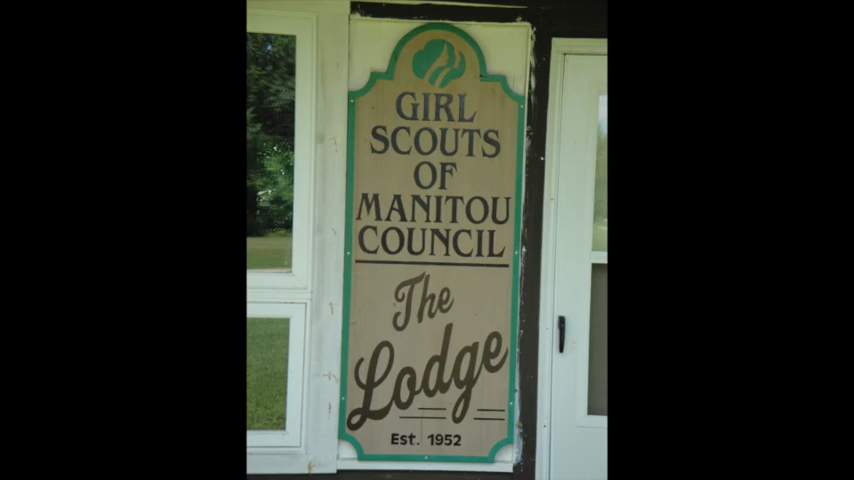 GIRL
SCOUTS
OF
MANITOU
COUNCIL
The
Lodge
Est. 1952